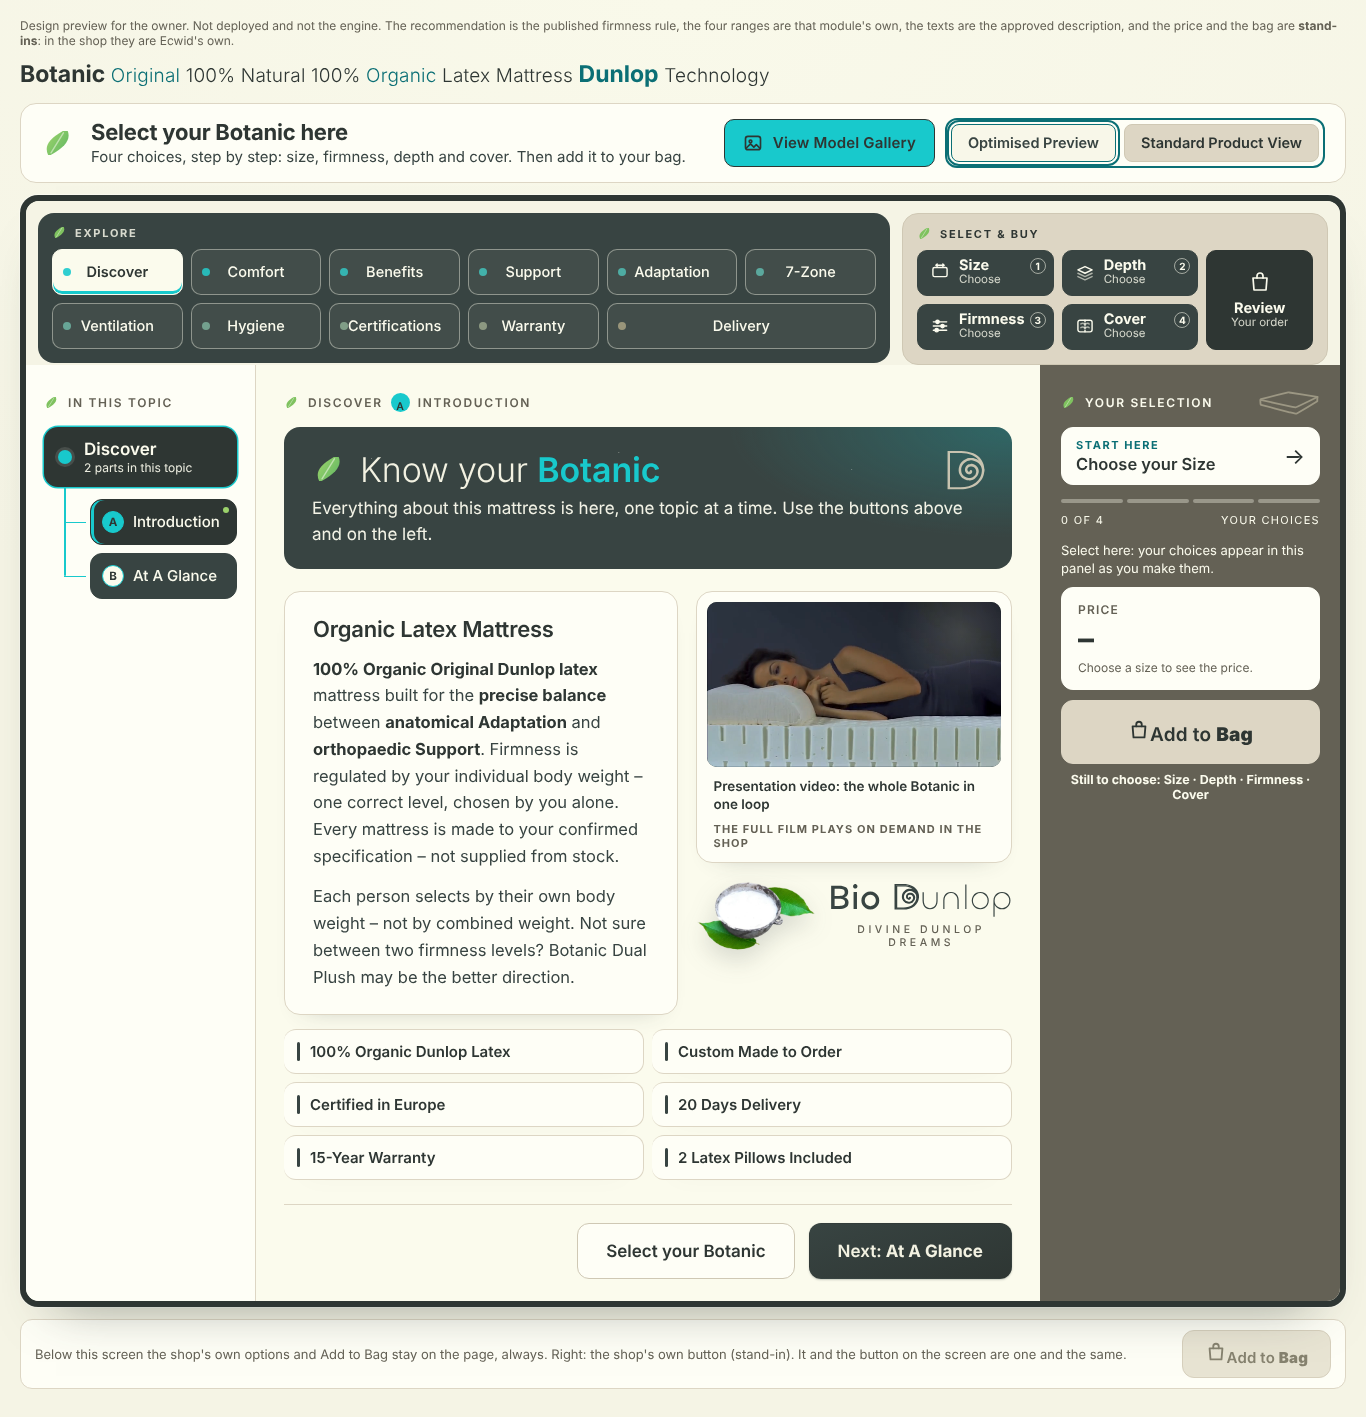 Design preview for the owner. Not deployed and not the engine. The recommendation is the published firmness rule, the four ranges are that module's own, the texts are the approved description, and the price and the bag are stand-
ins: in the shop they are Ecwid's own.
Botanic Original 100% Natural 100% Organic Latex Mattress Dunlop Technology
Select your Botanic here
Four choices, step by step: size, firmness, depth and cover. Then add it to your bag.
View Model Gallery
Optimised Preview
Standard Product View
EXPLORE
Discover
Comfort
Benefits
Support
Adaptation
7-Zone
Ventilation
Hygiene
Certifications
Warranty
Delivery
SELECT & BUY
Size
Choose
1
Depth
Choose
2
Firmness
Choose
3
Cover
Choose
4
Review
Your order
IN THIS TOPIC
Discover
2 parts in this topic
A Introduction
B At A Glance
DISCOVER A INTRODUCTION
Know your Botanic
Everything about this mattress is here, one topic at a time. Use the buttons above
and on the left.
Organic Latex Mattress
100% Organic Original Dunlop latex
mattress built for the precise balance
between anatomical Adaptation and
orthopaedic Support. Firmness is
regulated by your individual body weight –
one correct level, chosen by you alone.
Every mattress is made to your confirmed
specification – not supplied from stock.
Each person selects by their own body
weight – not by combined weight. Not sure
between two firmness levels? Botanic Dual
Plush may be the better direction.
Presentation video: the whole Botanic in
one loop
THE FULL FILM PLAYS ON DEMAND IN THE
SHOP
Bio Dunlop
DIVINE DUNLOP
DREAMS
100% Organic Dunlop Latex
Custom Made to Order
Certified in Europe
20 Days Delivery
15-Year Warranty
2 Latex Pillows Included
Select your Botanic
Next: At A Glance
YOUR SELECTION
START HERE
Choose your Size
0 OF 4
YOUR CHOICES
Select here: your choices appear in this
panel as you make them.
PRICE
–
Choose a size to see the price.
Add to Bag
Still to choose: Size · Depth · Firmness ·
Cover
Below this screen the shop's own options and Add to Bag stay on the page, always. Right: the shop's own button (stand-in). It and the button on the screen are one and the same.
Add to Bag